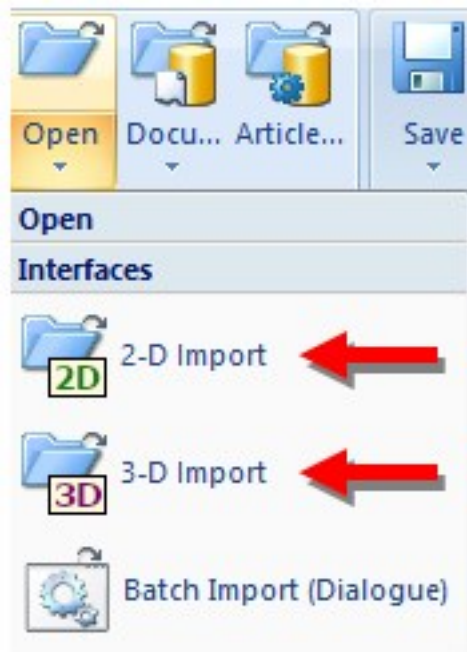 Open Docu... Article... Save
Open
Interfaces
2D 2-D Import
3D 3-D Import
Batch Import (Dialogue)